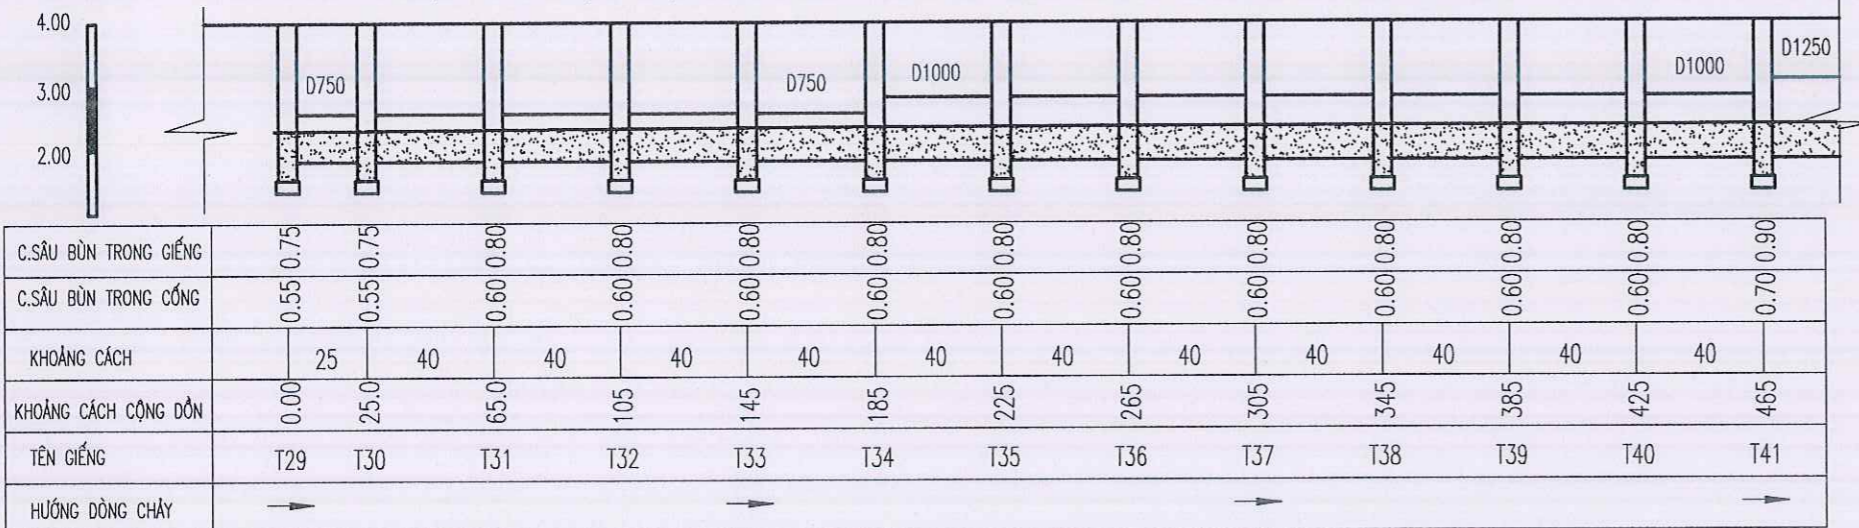 4.00
3.00
2.00
D750
D750
D1000
D1000
D1250
C.SÂU BÙN TRONG GIẾNG 0.75 0.75 0.80 0.80 0.80 0.80 0.80 0.80 0.80 0.80 0.80 0.80 0.90
C.SÂU BÙN TRONG CỐNG 0.55 0.55 0.60 0.60 0.60 0.60 0.60 0.60 0.60 0.60 0.60 0.60 0.70
KHOẢNG CÁCH 25 40 40 40 40 40 40 40 40 40 40 40
KHOẢNG CÁCH CỘNG DỒN 0.00 25.0 65.0 105 145 185 225 265 305 345 385 425 465
TÊN GIẾNG T29 T30 T31 T32 T33 T34 T35 T36 T37 T38 T39 T40 T41
HƯỚNG DÒNG CHẢY